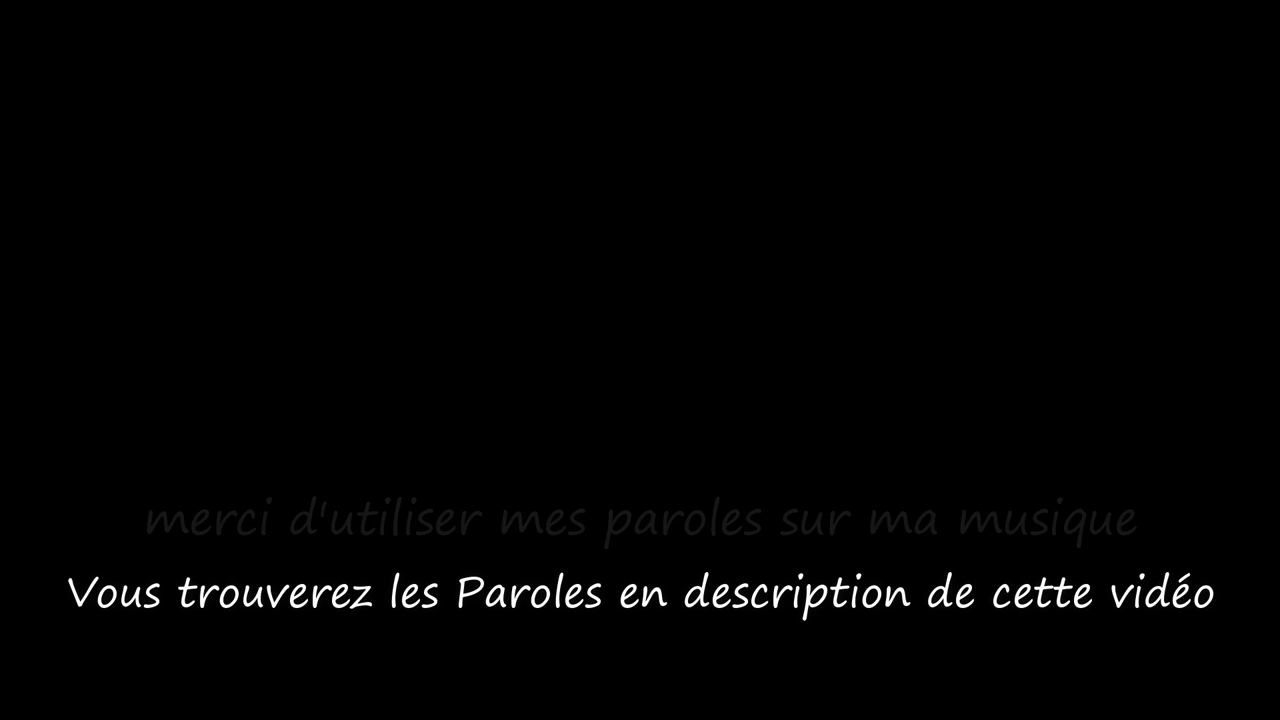 merci d'utiliser mes paroles sur ma musique
Vous trouverez les Paroles en description de cette vidéo